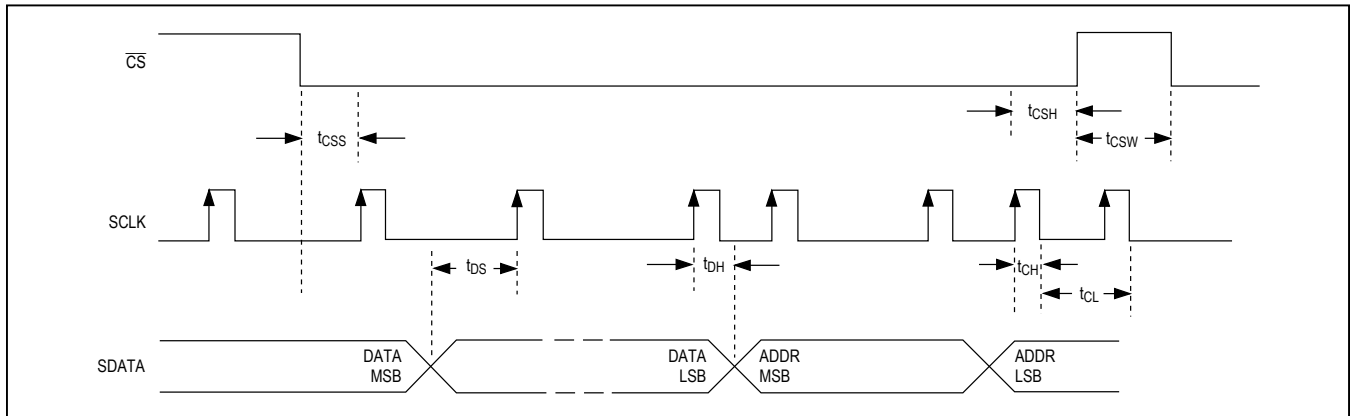 CS
tCSS
tCSH
tCSW
SCLK
tDS
tDH
tCH
tCL
SDATA
DATA
MSB
DATA
LSB
ADDR
MSB
ADDR
LSB